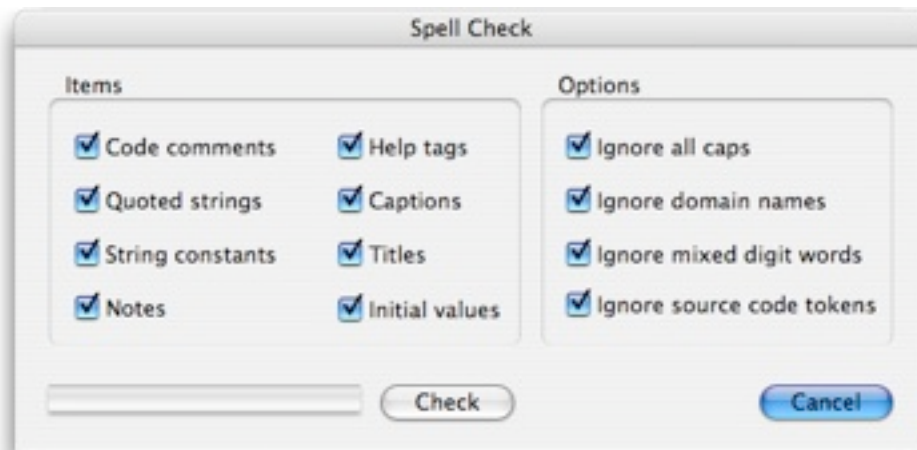 Spell Check
Items
Code comments
Help tags
Quoted strings
Captions
String constants
Titles
Notes
Initial values
Options
Ignore all caps
Ignore domain names
Ignore mixed digit words
Ignore source code tokens
Check
Cancel